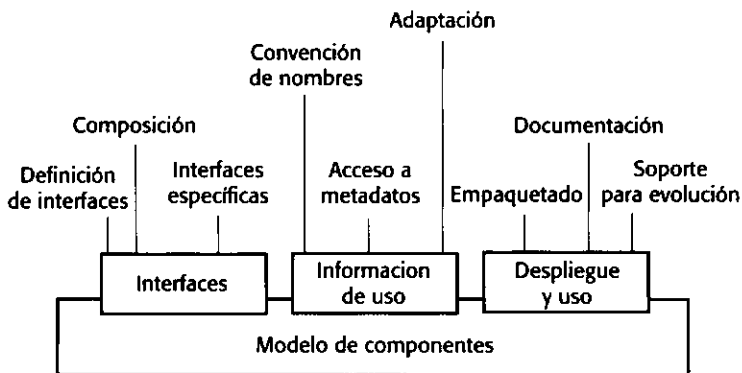 Adaptación
Convención
de nombres
Composición
Documentación
Definición
de interfaces
Interfaces
específicas
Acceso a
metadatos
Empaquetado
Soporte
para evolución
Interfaces
Informacion
de uso
Despliegue
y uso
Modelo de componentes